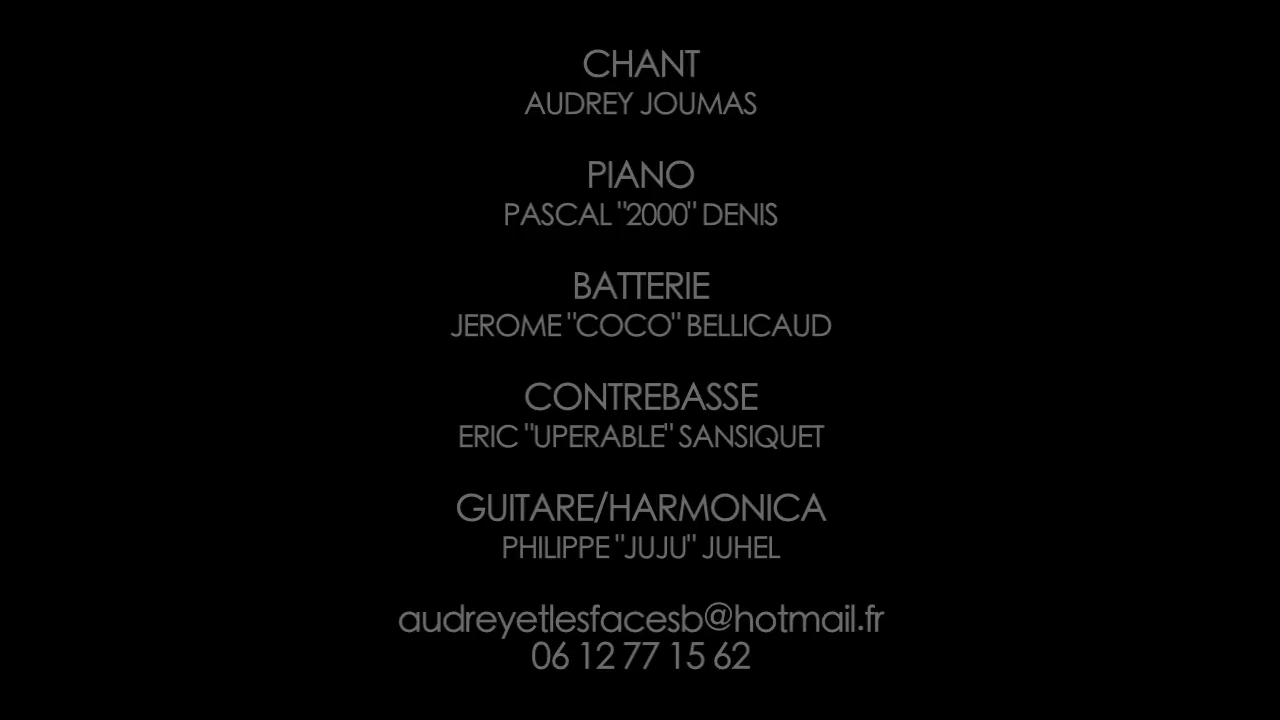 CHANT
AUDREY JOUMAS
PIANO
PASCAL "2000" DENIS
BATTERIE
JEROME "COCO" BELLICAUD
CONTREBASSE
ERIC "UPERABLE" SANSIQUET
GUITARE/HARMONICA
PHILIPPE "JUJU" JUHEL
audreyetlesfacesb@hotmail.fr
06 12 77 15 62